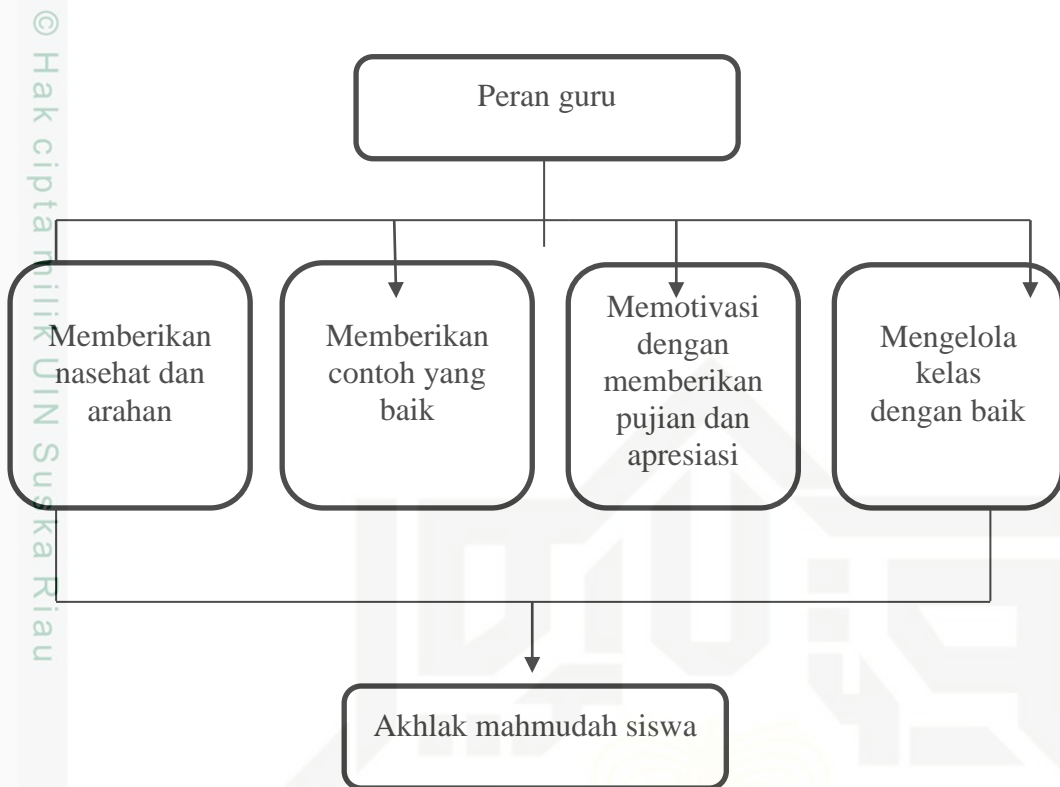 © Hak cipta milik UIN Suska Riau
Peran guru
Memberikan
nasehat dan
arahan
Memberikan
contoh yang
baik
Memotivasi
dengan
memberikan
pujian dan
apresiasi
Mengelola
kelas
dengan baik
Akhlak mahmudah siswa